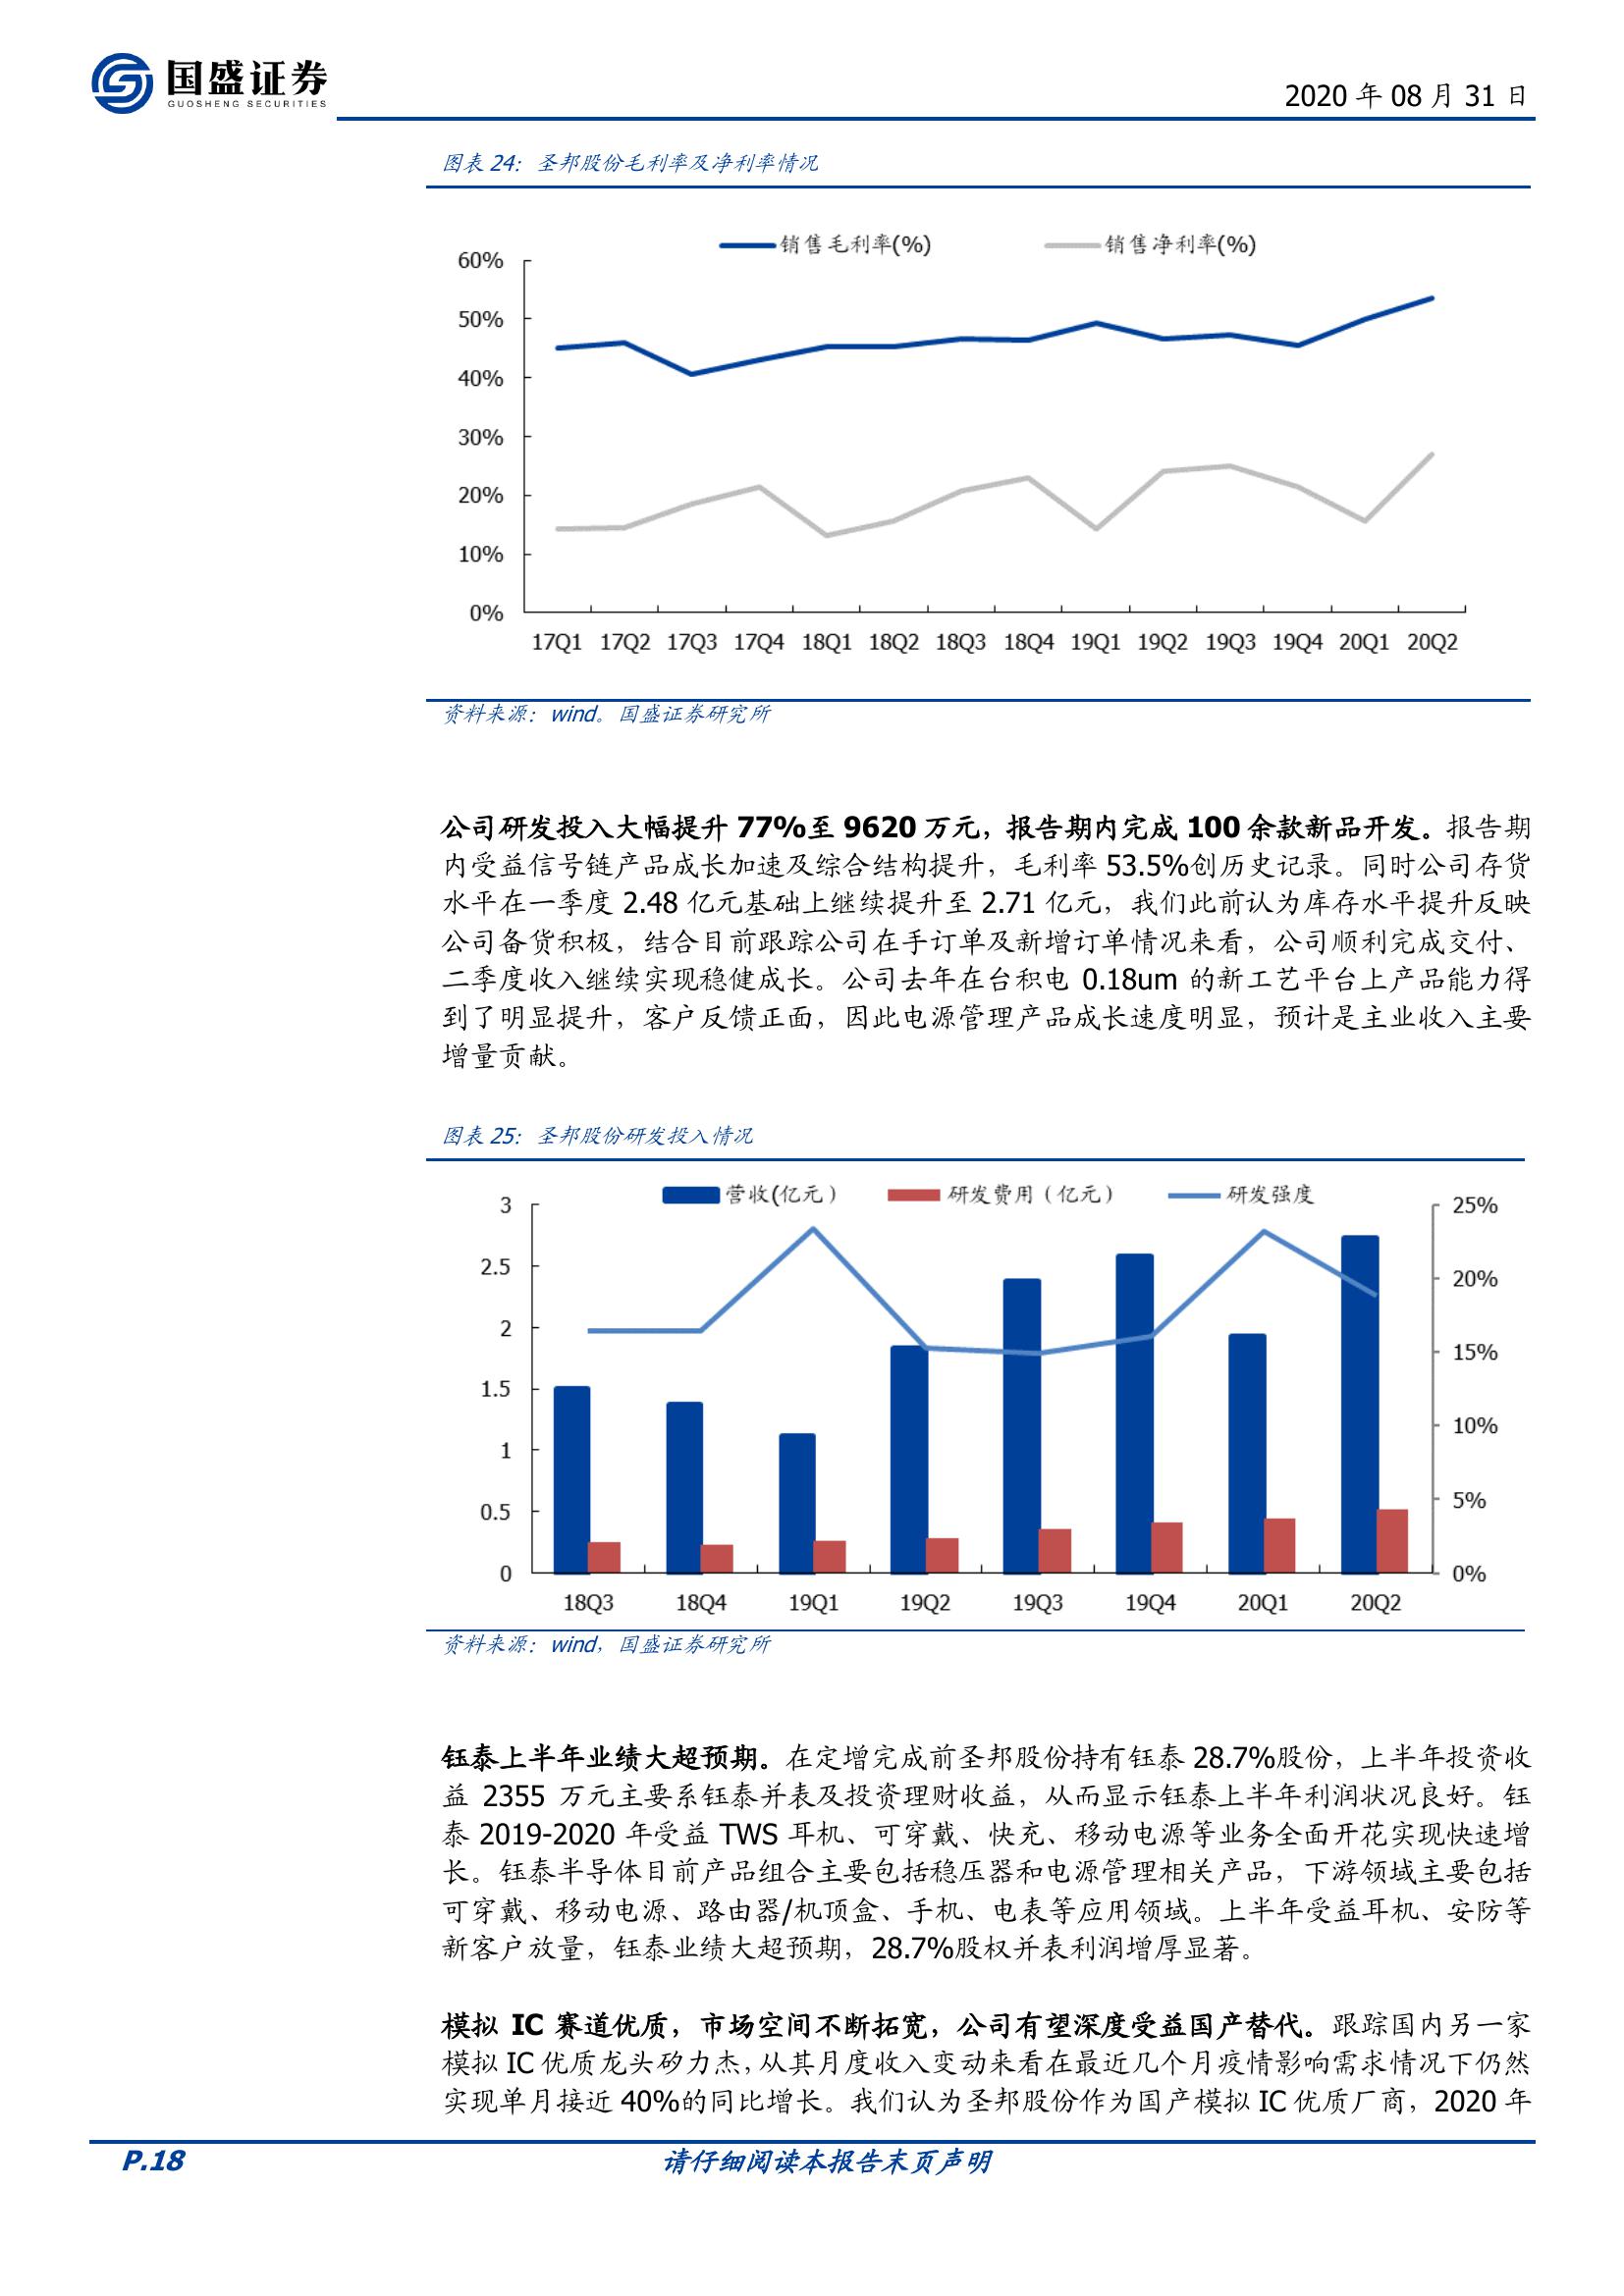 国盛证券
GUOSHENG SECURITIES
2020 年 08 月 31 日
图表 24：圣邦股份毛利率及净利率情况
销售毛利率(%)
销售净利率(%)
60%
50%
40%
30%
20%
10%
0%
17Q1 17Q2 17Q3 17Q4 18Q1 18Q2 18Q3 18Q4 19Q1 19Q2 19Q3 19Q4 20Q1 20Q2
资料来源：wind。国盛证券研究所
公司研发投入大幅提升 77%至 9620 万元，报告期内完成 100 余款新品开发。报告期
内受益信号链产品成长加速及综合结构提升，毛利率 53.5%创历史记录。同时公司存货
水平在一季度 2.48 亿元基础上继续提升至 2.71 亿元，我们此前认为库存水平提升反映
公司备货积极，结合目前跟踪公司在手订单及新增订单情况来看，公司顺利完成交付、
二季度收入继续实现稳健成长。公司去年在台积电 0.18um 的新工艺平台上产品能力得
到了明显提升，客户反馈正面，因此电源管理产品成长速度明显，预计是主业收入主要
增量贡献。
图表 25：圣邦股份研发投入情况
营收(亿元）
研发费用（亿元）
研发强度
3
2.5
2
1.5
1
0.5
0
25%
20%
15%
10%
5%
0%
18Q3 18Q4 19Q1 19Q2 19Q3 19Q4 20Q1 20Q2
资料来源：wind，国盛证券研究所
钰泰上半年业绩大超预期。在定增完成前圣邦股份持有钰泰 28.7%股份，上半年投资收
益 2355 万元主要系钰泰并表及投资理财收益，从而显示钰泰上半年利润状况良好。钰
泰 2019-2020 年受益 TWS 耳机、可穿戴、快充、移动电源等业务全面开花实现快速增
长。钰泰半导体目前产品组合主要包括稳压器和电源管理相关产品，下游领域主要包括
可穿戴、移动电源、路由器/机顶盒、手机、电表等应用领域。上半年受益耳机、安防等
新客户放量，钰泰业绩大超预期，28.7%股权并表利润增厚显著。
模拟 IC 赛道优质，市场空间不断拓宽，公司有望深度受益国产替代。跟踪国内另一家
模拟 IC 优质龙头矽力杰，从其月度收入变动来看在最近几个月疫情影响需求情况下仍然
实现单月接近 40%的同比增长。我们认为圣邦股份作为国产模拟 IC 优质厂商，2020 年
P.18
请仔细阅读本报告末页声明